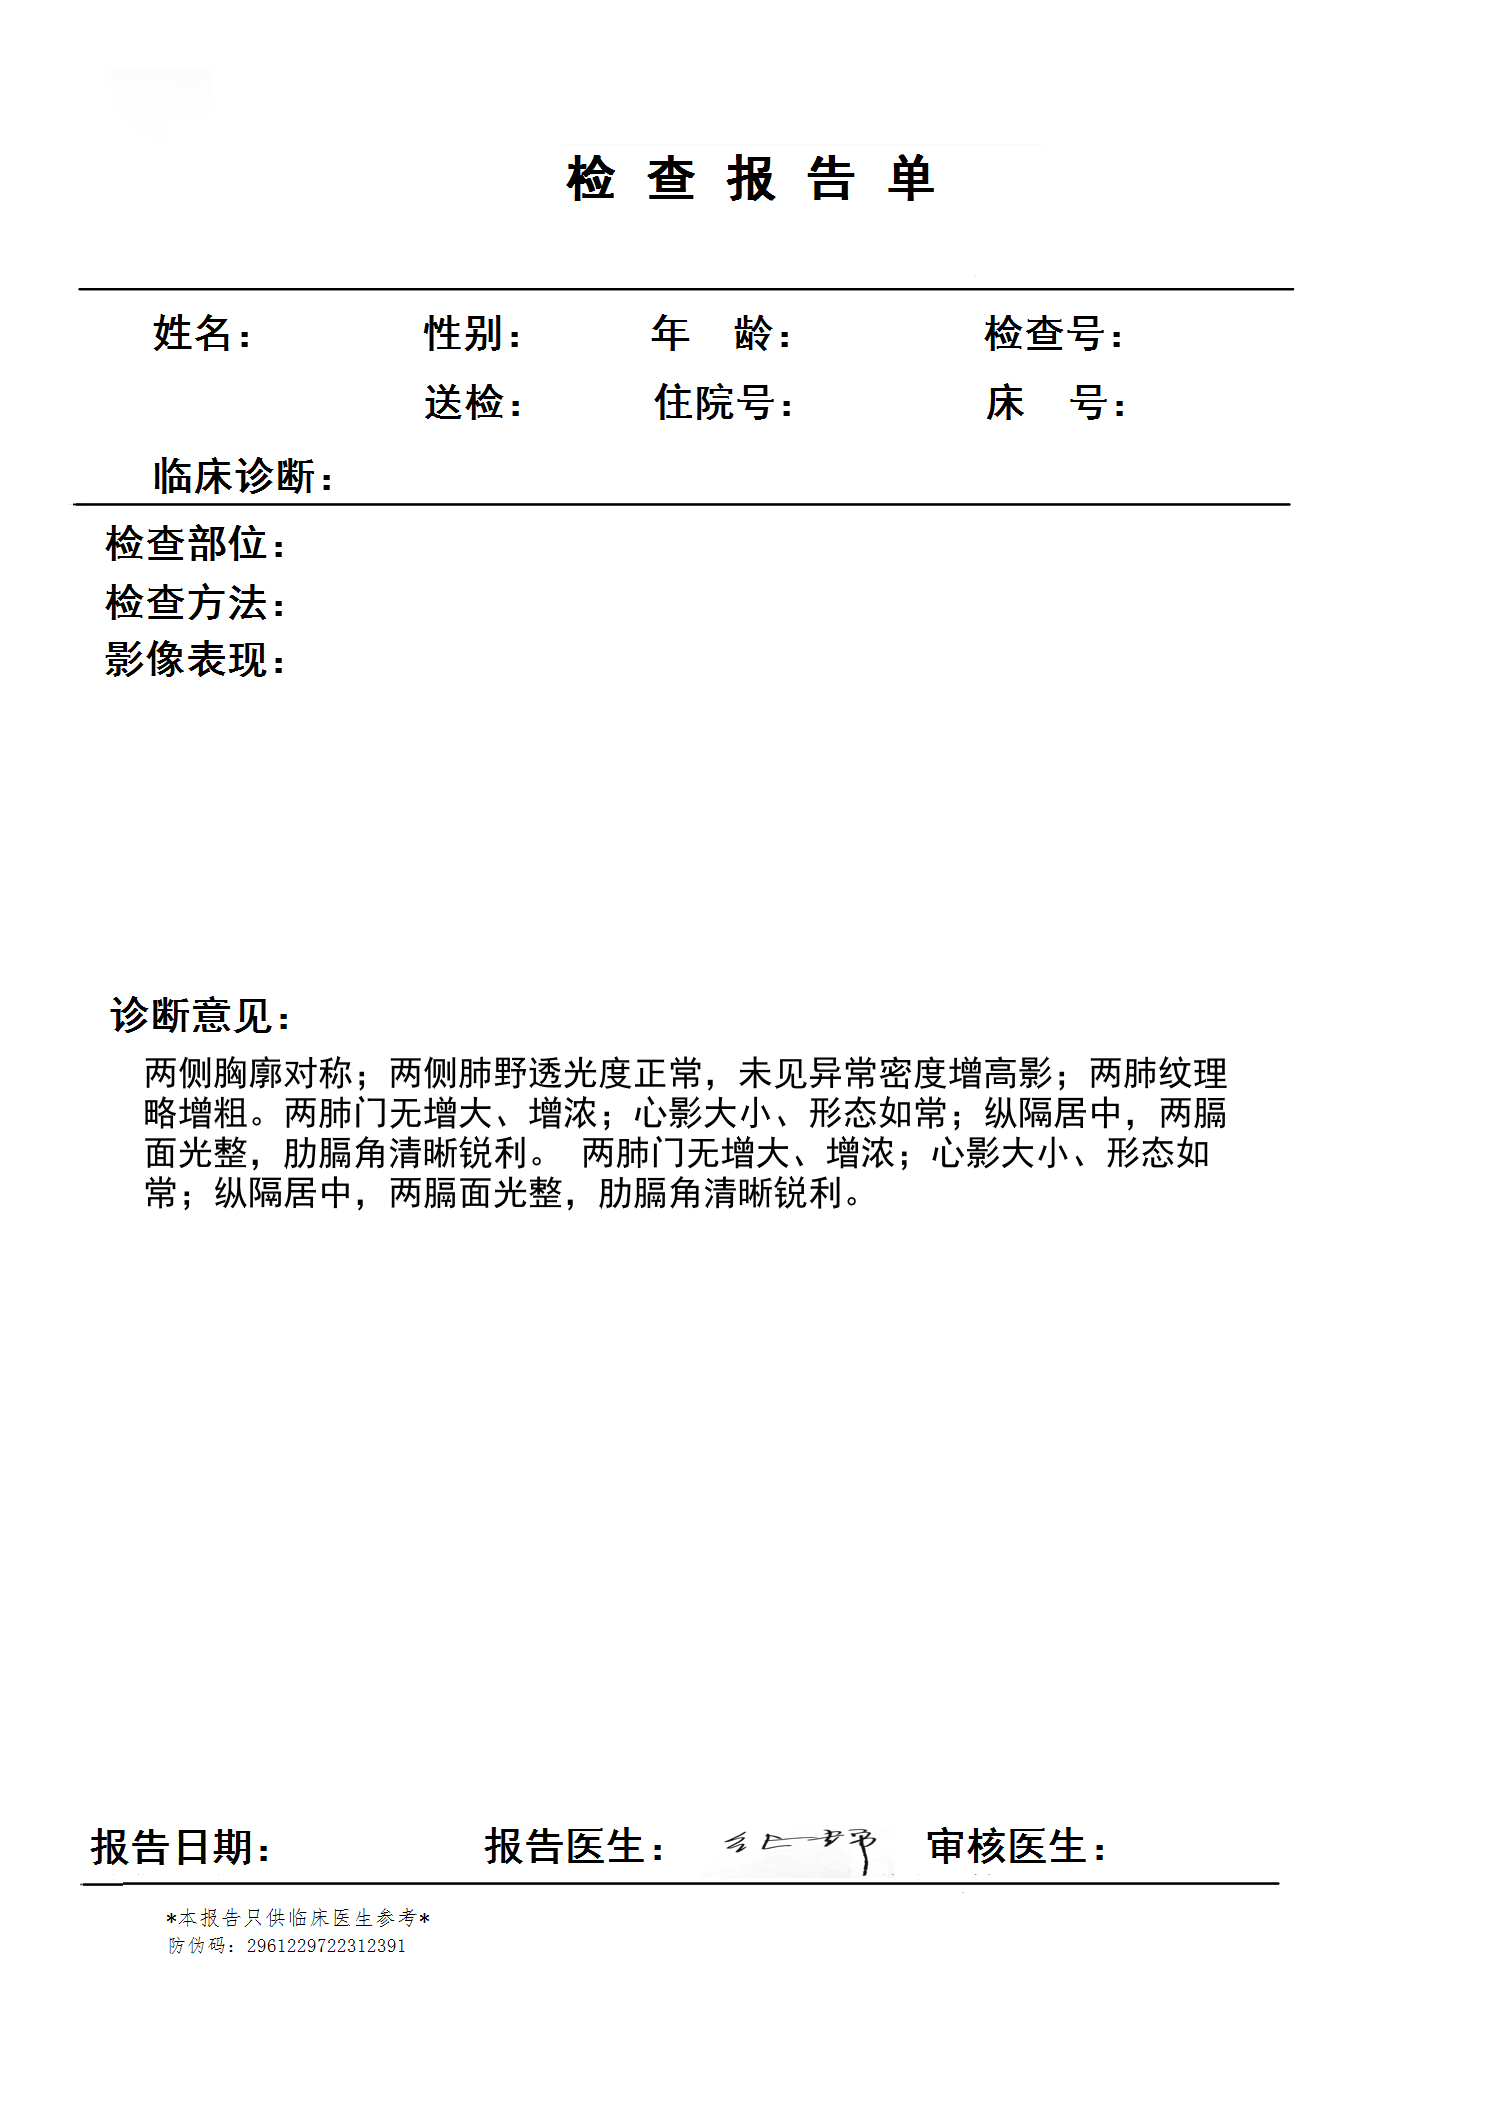 检查报告单
姓名： 性别： 年 龄： 检查号：
送检： 住院号： 床 号：
临床诊断：
检查部位：
检查方法：
影像表现：
诊断意见：
两侧胸廓对称；两侧肺野透光度正常，未见异常密度增高影；两肺纹理
略增粗。两肺门无增大、增浓；心影大小、形态如常；纵隔居中，两膈
面光整，肋膈角清晰锐利。 两肺门无增大、增浓；心影大小、形态如
常；纵隔居中，两膈面光整，肋膈角清晰锐利。
报告日期： 报告医生： 审核医生：
*本报告只供临床医生参考*
防伪码：2961229722312391